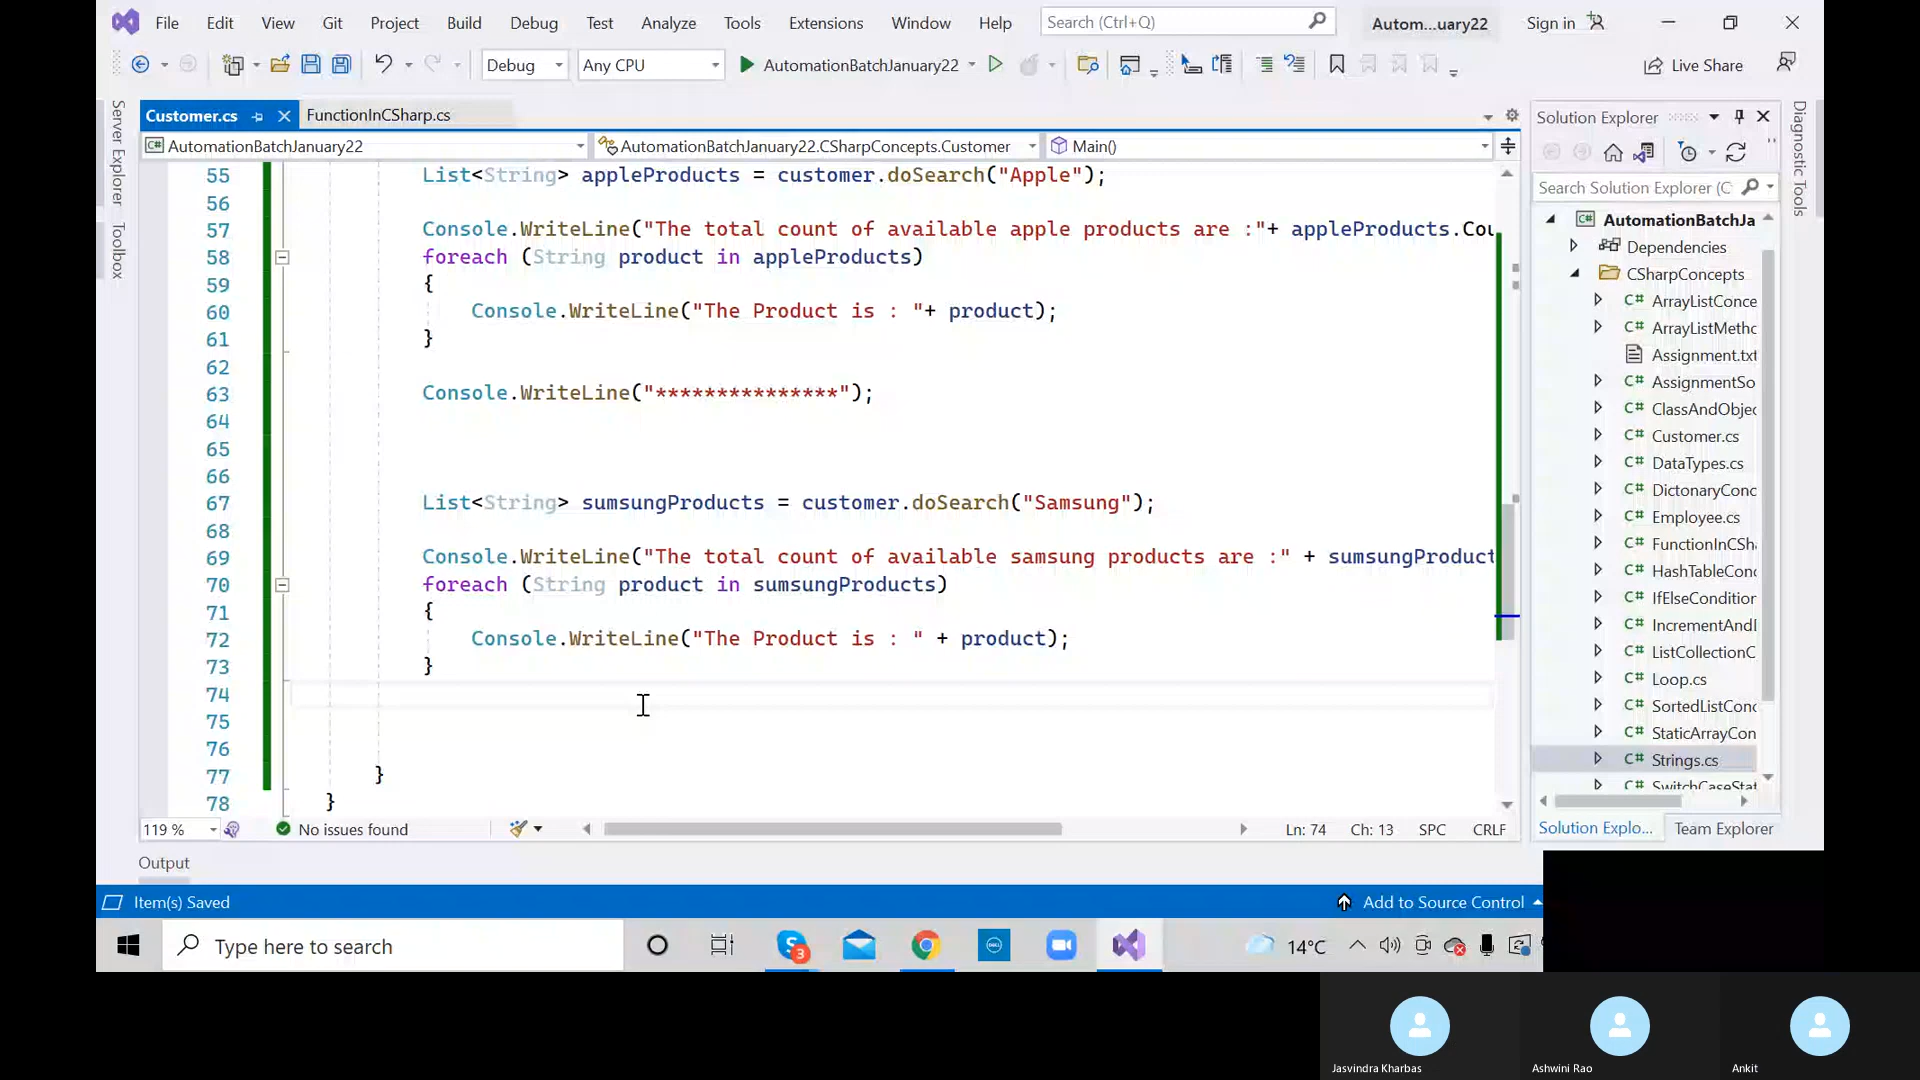 File Edit View Git Project Build Debug Test Analyze Tools Extensions Window Help Search (Ctrl+Q) Autom...uary22 Sign in
Debug Any CPU AutomationBatchJanuary22 Live Share
Server Explorer
Toolbox
Customer.cs FunctionInCSharp.cs
AutomationBatchJanuary22 AutomationBatchJanuary22.CSharpConcepts.Customer Main()
55 List<String> appleProducts = customer.doSearch("Apple");
56
57 Console.WriteLine("The total count of available apple products are :"+ appleProducts.Cou
58 foreach (String product in appleProducts)
59 {
60 Console.WriteLine("The Product is : "+ product);
61 }
62
63 Console.WriteLine("***************");
64
65
66
67 List<String> sumsungProducts = customer.doSearch("Samsung");
68
69 Console.WriteLine("The total count of available samsung products are :" + sumsungProduct
70 foreach (String product in sumsungProducts)
71 {
72 Console.WriteLine("The Product is : " + product);
73 }
74
75
76
77 }
78 }
119 % No issues found Ln: 74 Ch: 13 SPC CRLF
Solution Explorer
Search Solution Explorer (C
AutomationBatchJa
Dependencies
CSharpConcepts
C# ArrayListConce
C# ArrayListMetho
Assignment.txt
C# AssignmentSo
C# ClassAndObjec
C# Customer.cs
C# DataTypes.cs
C# DictonaryConc
C# Employee.cs
C# FunctionInCSha
C# HashTableConc
C# IfElseCondition
C# IncrementAndI
C# ListCollectionC
C# Loop.cs
C# SortedListConc
C# StaticArrayCon
C# Strings.cs
C# SwitchCaseStat
Solution Explo... Team Explorer
Diagnostic Tools
Output
Item(s) Saved Add to Source Control
Type here to search 3 DELL 14°C
Jasvindra Kharbas Ashwini Rao Ankit